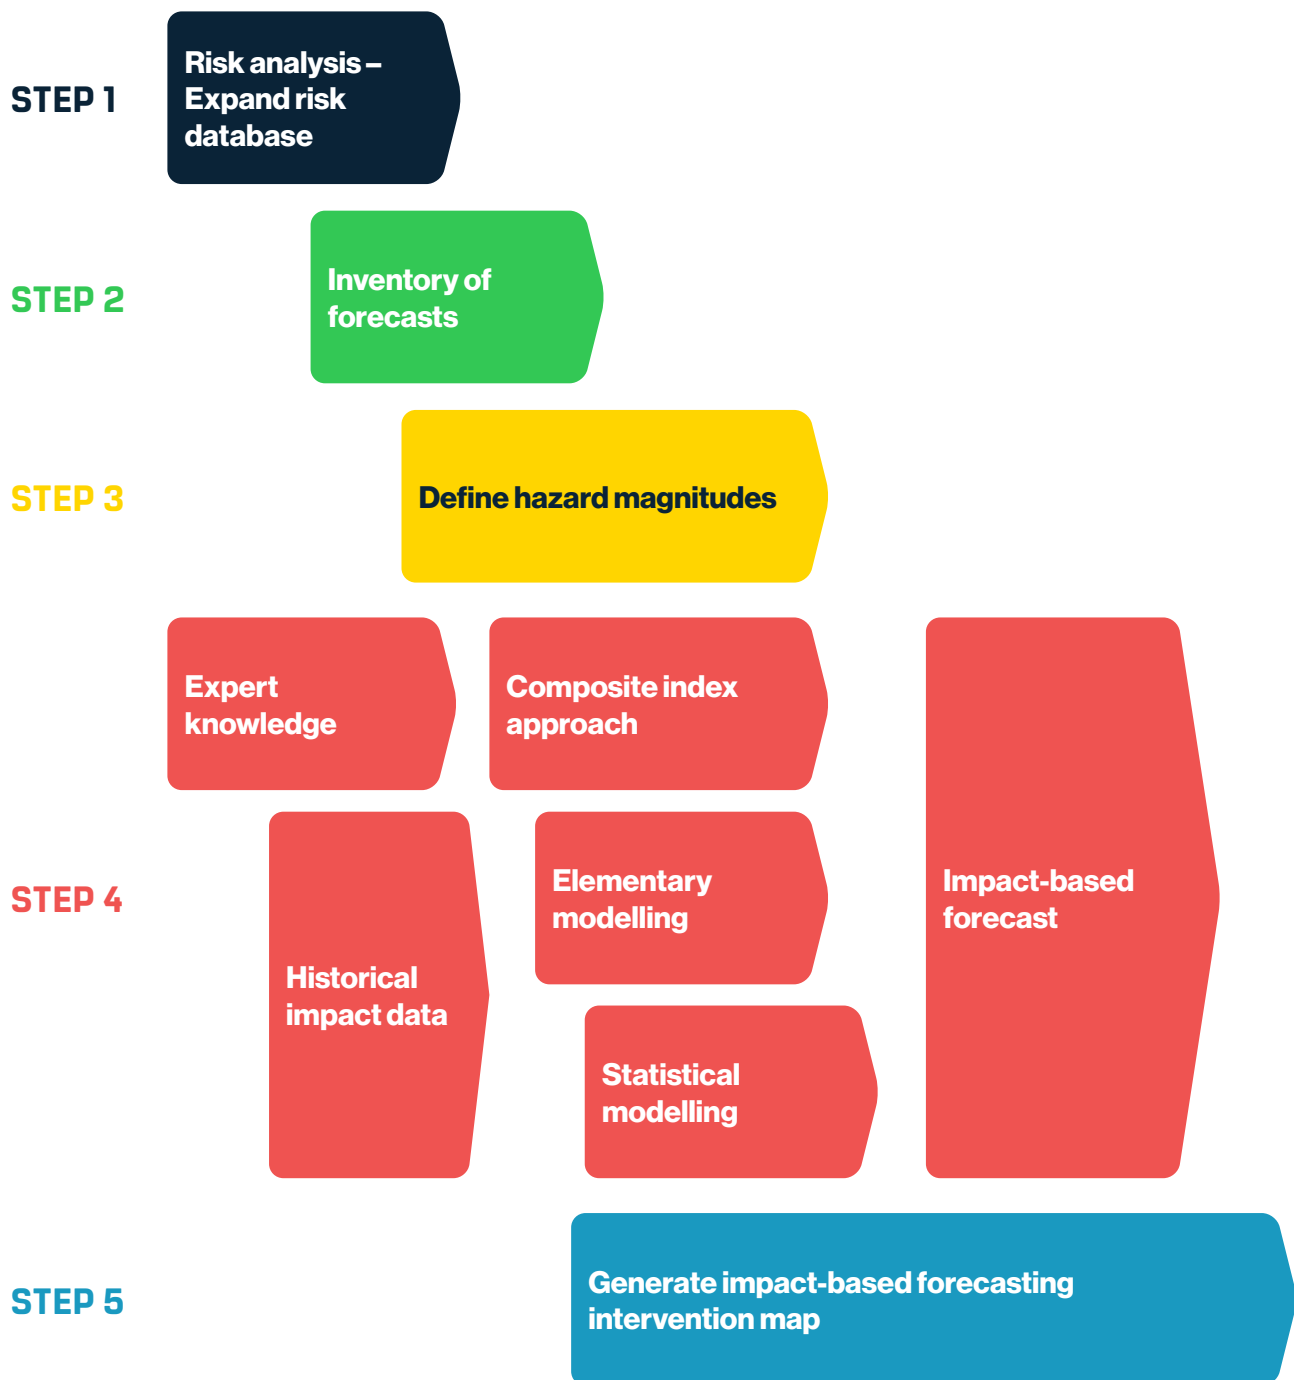 STEP 1
Risk analysis –
Expand risk
database
STEP 2
Inventory of
forecasts
STEP 3
Define hazard magnitudes
STEP 4
Expert
knowledge
Composite index
approach
Historical
impact data
Elementary
modelling
Statistical
modelling
Impact-based
forecast
STEP 5
Generate impact-based forecasting
intervention map